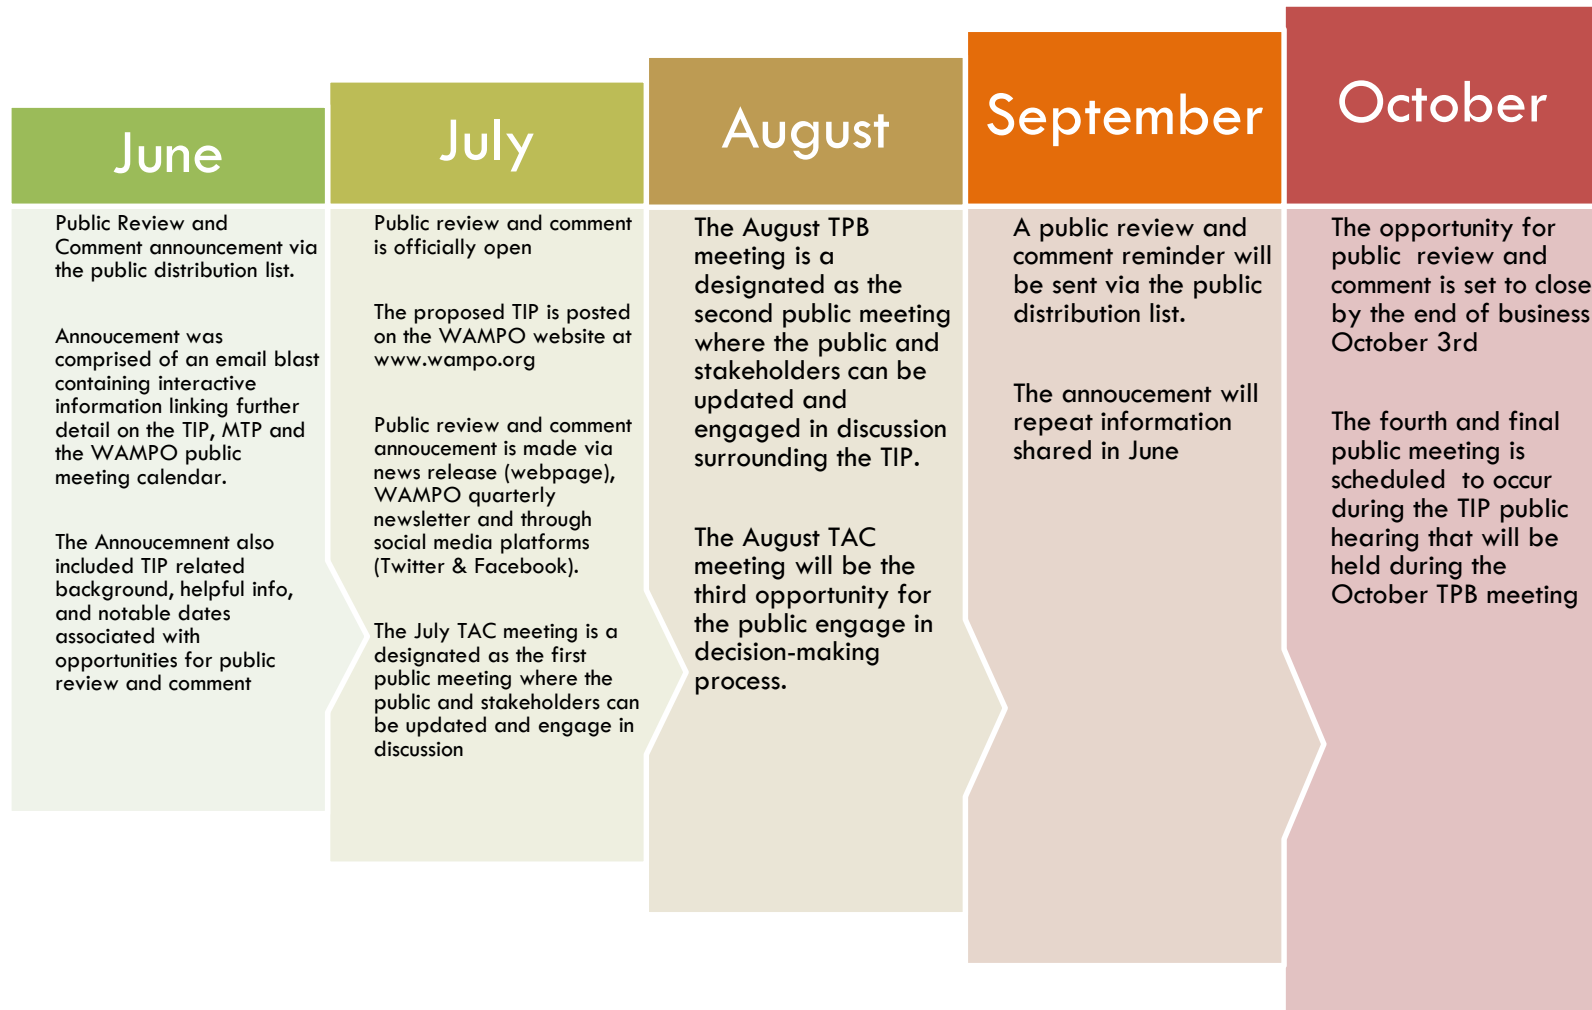 June
Public Review and
Comment announcement via
the public distribution list.
Annoucement was
comprised of an email blast
containing interactive
information linking further
detail on the TIP, MTP and
the WAMPO public
meeting calendar.
The Annoucemnent also
included TIP related
background, helpful info,
and notable dates
associated with
opportunities for public
review and comment
July
Public review and comment
is officially open
The proposed TIP is posted
on the WAMPO website at
www.wampo.org
Public review and comment
annoucement is made via
news release (webpage),
WAMPO quarterly
newsletter and through
social media platforms
(Twitter & Facebook).
The July TAC meeting is a
designated as the first
public meeting where the
public and stakeholders can
be updated and engage in
discussion
August
The August TPB
meeting is a
designated as the
second public meeting
where the public and
stakeholders can be
updated and
engaged in discussion
surrounding the TIP.
The August TAC
meeting will be the
third opportunity for
the public engage in
decision-making
process.
September
A public review and
comment reminder will
be sent via the public
distribution list.
The annoucement will
repeat information
shared in June
October
The opportunity for
public review and
comment is set to close
by the end of business
October 3rd
The fourth and final
public meeting is
scheduled to occur
during the TIP public
hearing that will be
held during the
October TPB meeting